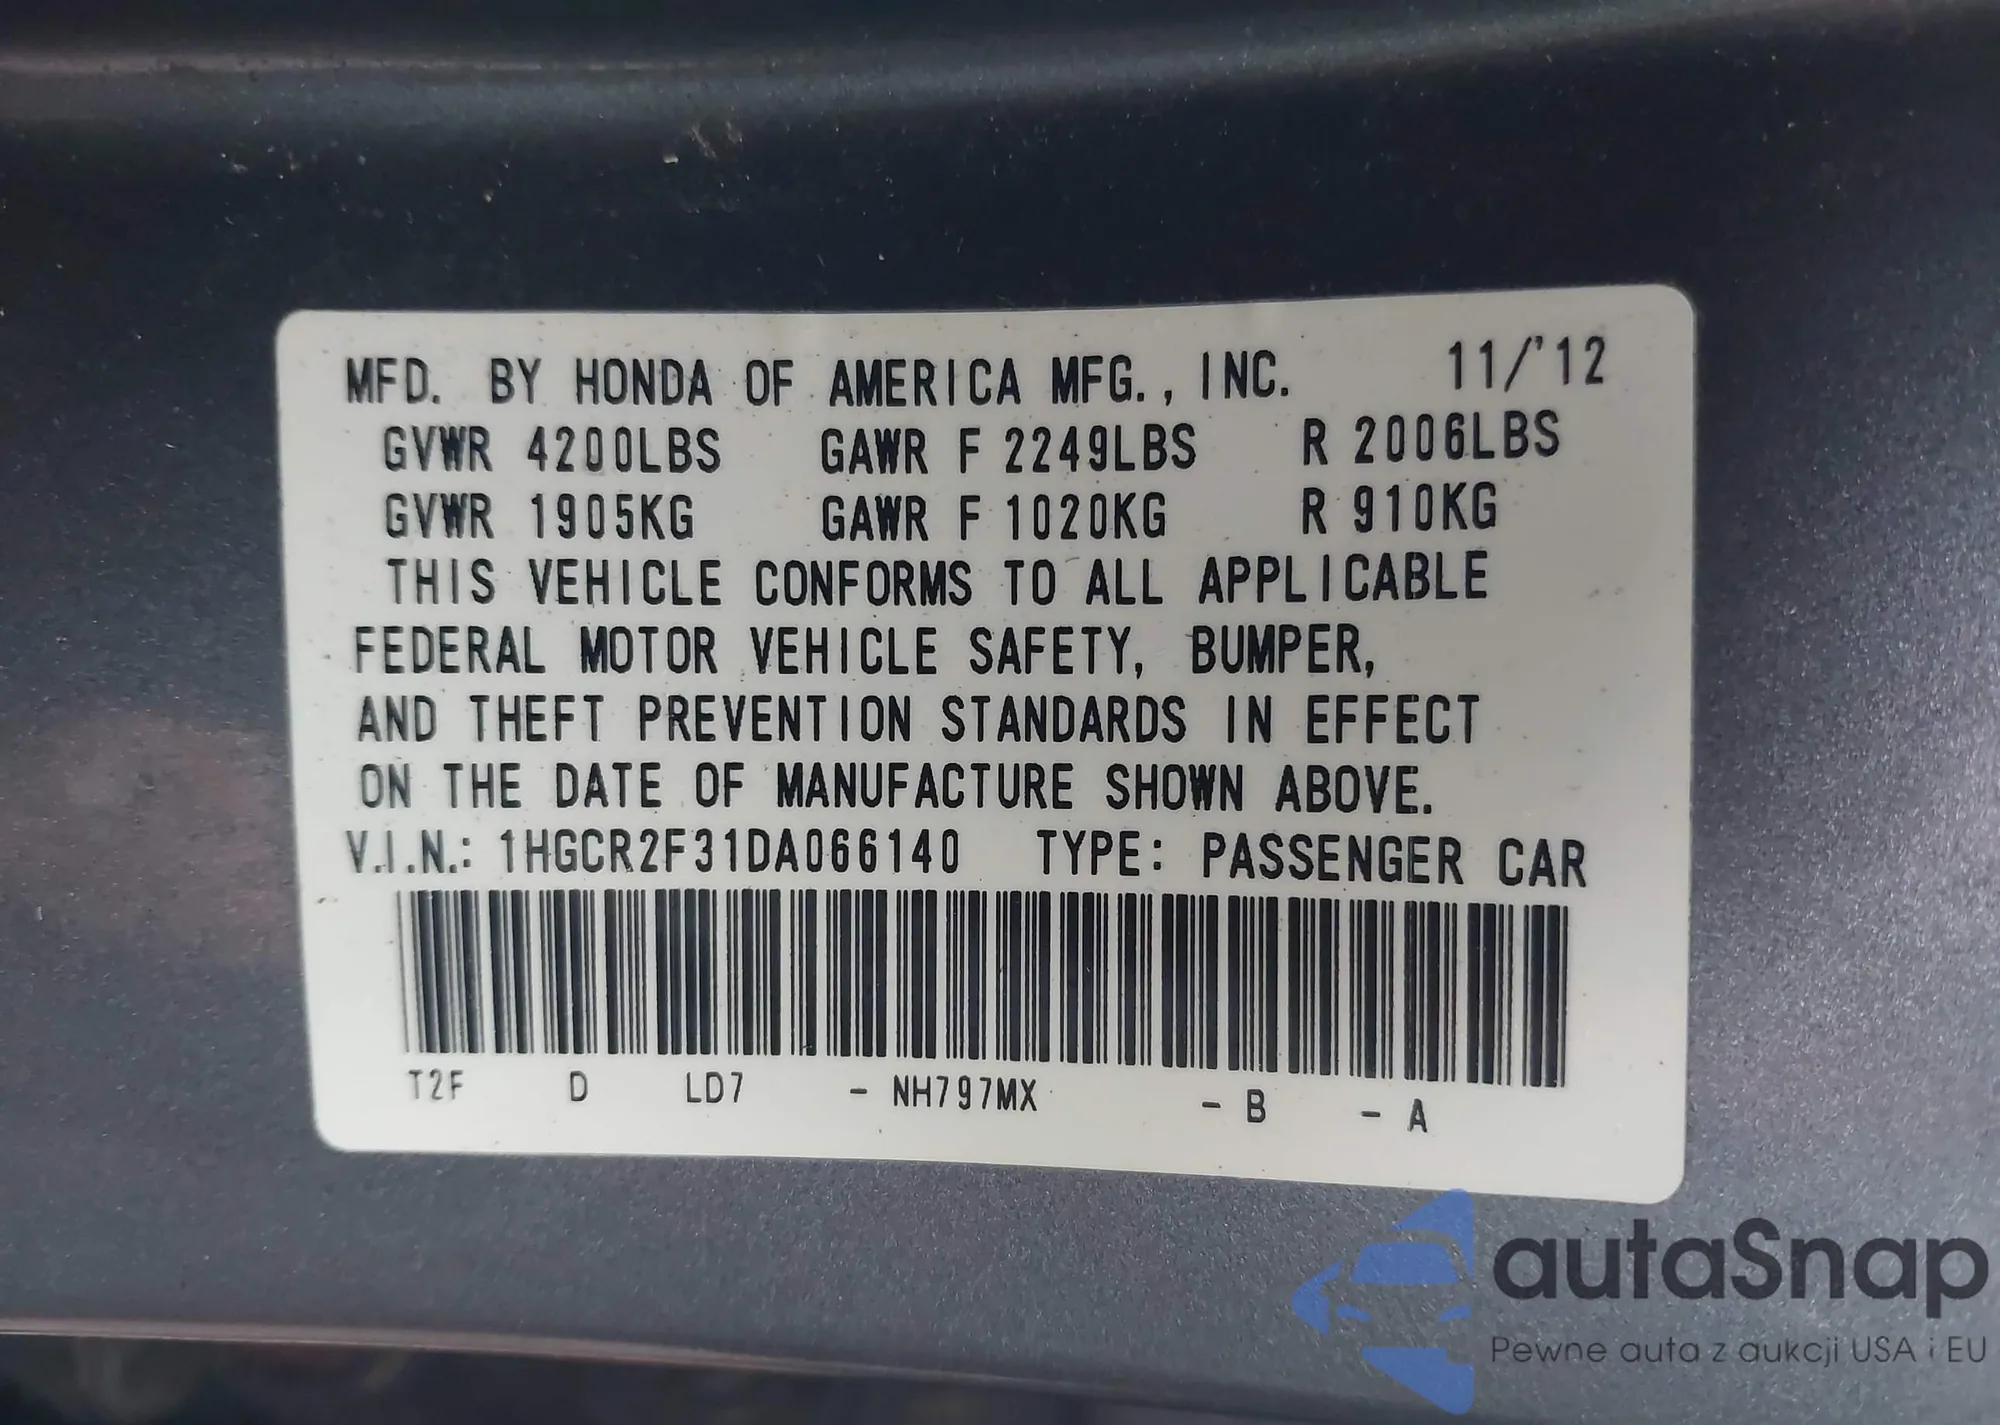 MFD. BY HONDA OF AMERICA MFG., INC. 11/'12
GVWR 4200LBS GAWR F 2249LBS R 2006LBS
GVWR 1905KG GAWR F 1020KG R 910KG
THIS VEHICLE CONFORMS TO ALL APPLICABLE
FEDERAL MOTOR VEHICLE SAFETY, BUMPER,
AND THEFT PREVENTION STANDARDS IN EFFECT
ON THE DATE OF MANUFACTURE SHOWN ABOVE.
V.I.N.: 1HGCR2F31DA066140 TYPE: PASSENGER CAR
T2F D LD7 - NH797MX - B - A
autaSnap
Pewne auta z aukcji USA i EU